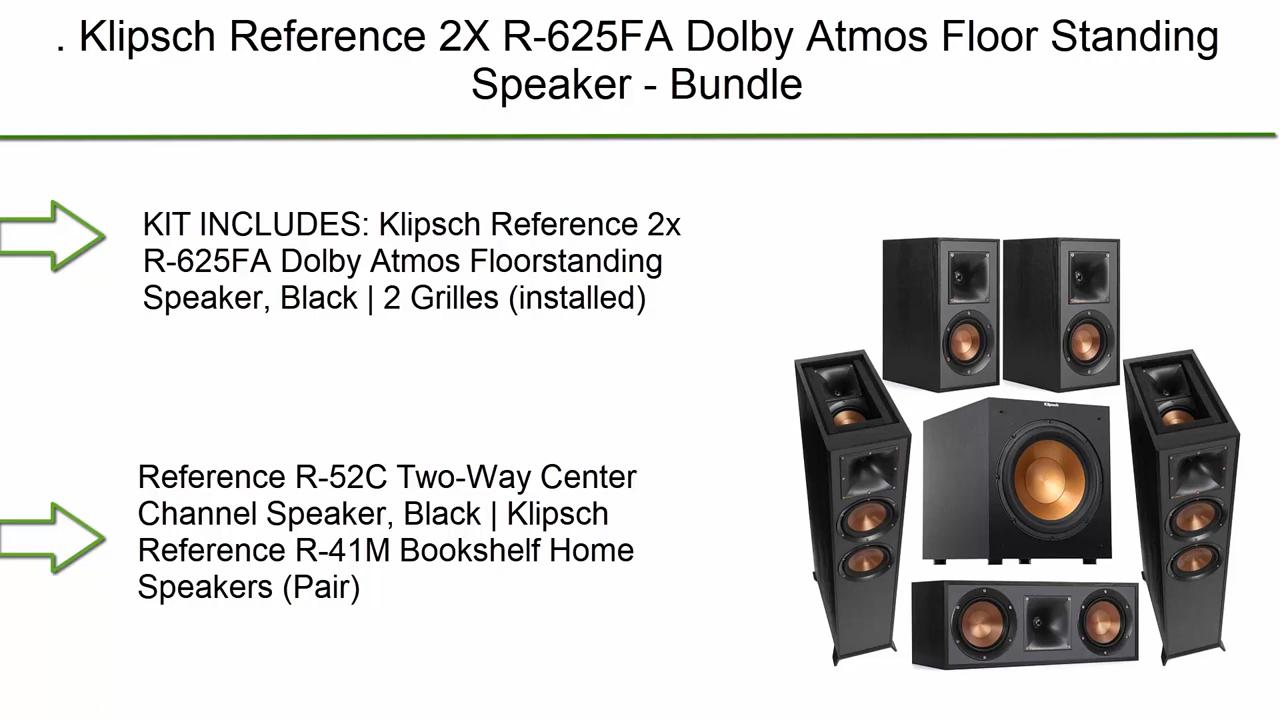 . Klipsch Reference 2X R-625FA Dolby Atmos Floor Standing
Speaker - Bundle
KIT INCLUDES: Klipsch Reference 2x
R-625FA Dolby Atmos Floorstanding
Speaker, Black | 2 Grilles (installed)
Reference R-52C Two-Way Center
Channel Speaker, Black | Klipsch
Reference R-41M Bookshelf Home
Speakers (Pair)
Klipsch